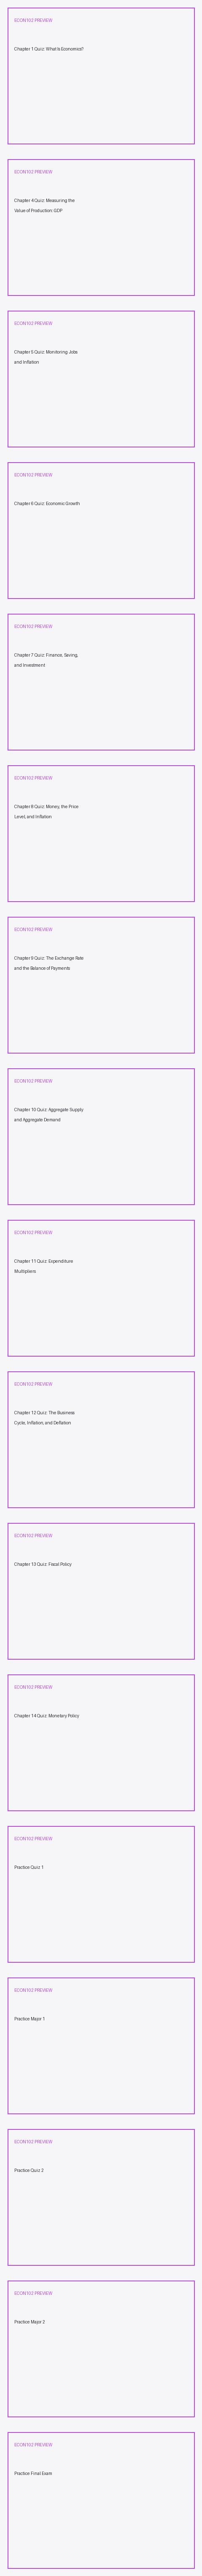 ECON102 PREVIEW
Chapter 1 Quiz: What Is Economics?
ECON102 PREVIEW
Chapter 4 Quiz: Measuring the
Value of Production: GDP
ECON102 PREVIEW
Chapter 5 Quiz: Monitoring Jobs
and Inflation
ECON102 PREVIEW
Chapter 6 Quiz: Economic Growth
ECON102 PREVIEW
Chapter 7 Quiz: Finance, Saving,
and Investment
ECON102 PREVIEW
Chapter 8 Quiz: Money, the Price
Level, and Inflation
ECON102 PREVIEW
Chapter 9 Quiz: The Exchange Rate
and the Balance of Payments
ECON102 PREVIEW
Chapter 10 Quiz: Aggregate Supply
and Aggregate Demand
ECON102 PREVIEW
Chapter 11 Quiz: Expenditure
Multipliers
ECON102 PREVIEW
Chapter 12 Quiz: The Business
Cycle, Inflation, and Deflation
ECON102 PREVIEW
Chapter 13 Quiz: Fiscal Policy
ECON102 PREVIEW
Chapter 14 Quiz: Monetary Policy
ECON102 PREVIEW
Practice Quiz 1
ECON102 PREVIEW
Practice Major 1
ECON102 PREVIEW
Practice Quiz 2
ECON102 PREVIEW
Practice Major 2
ECON102 PREVIEW
Practice Final Exam